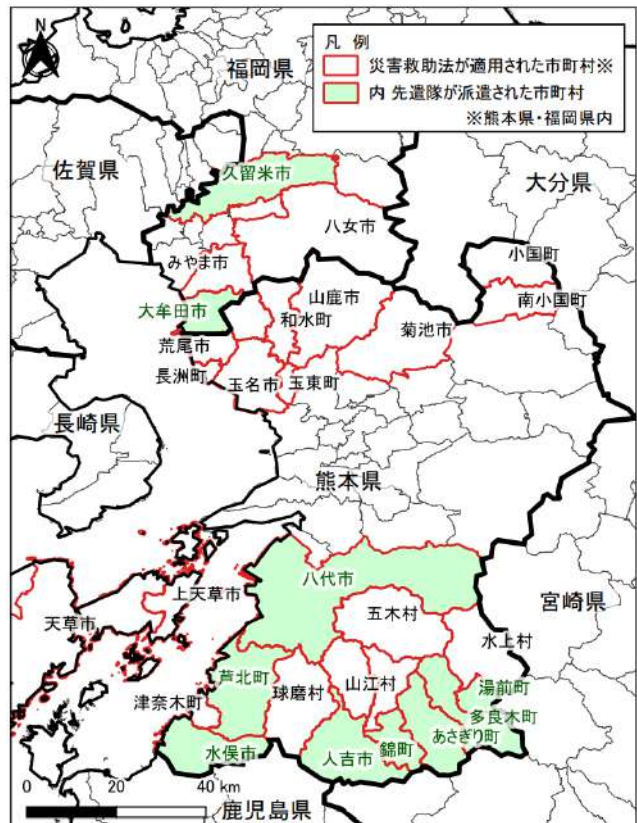 N
凡 例
災害救助法が適用された市町村※
内 先遣隊が派遣された市町村
※熊本県・福岡県内
福岡県
佐賀県
久留米市
大分県
八女市
小国町
みやま市
南小国町
大牟田市
山鹿市
和水町
菊池市
荒尾市
長洲町
玉名市
玉東町
長崎県
熊本県
八代市
宮崎県
上天草市
五木村
天草市
水上村
芦北町
球磨村
山江村
湯前町
津奈木町
多良木町
あさぎり町
水俣市
人吉市
錦町
0 20 40 km
鹿児島県